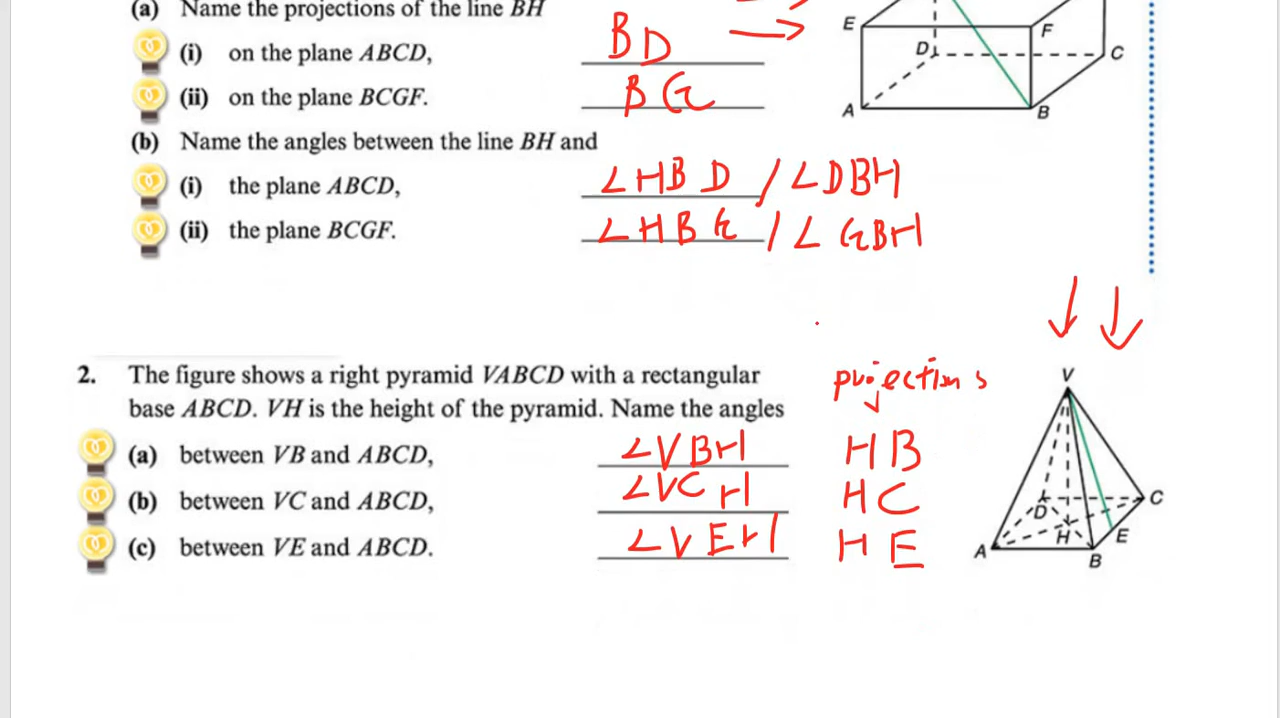 (a) Name the projections of the line BH
(i) on the plane ABCD, BD
(ii) on the plane BCGF. BG
(b) Name the angles between the line BH and
(i) the plane ABCD, ∠HBD / ∠DBH
(ii) the plane BCGF. ∠HBG / ∠GBH
E
F
D
C
A
B
2. The figure shows a right pyramid VABCD with a rectangular
base ABCD. VH is the height of the pyramid. Name the angles
projections
(a) between VB and ABCD, ∠VBH HB
(b) between VC and ABCD, ∠VCH HC
(c) between VE and ABCD. ∠VEH HE
V
C
D
H
E
A
B